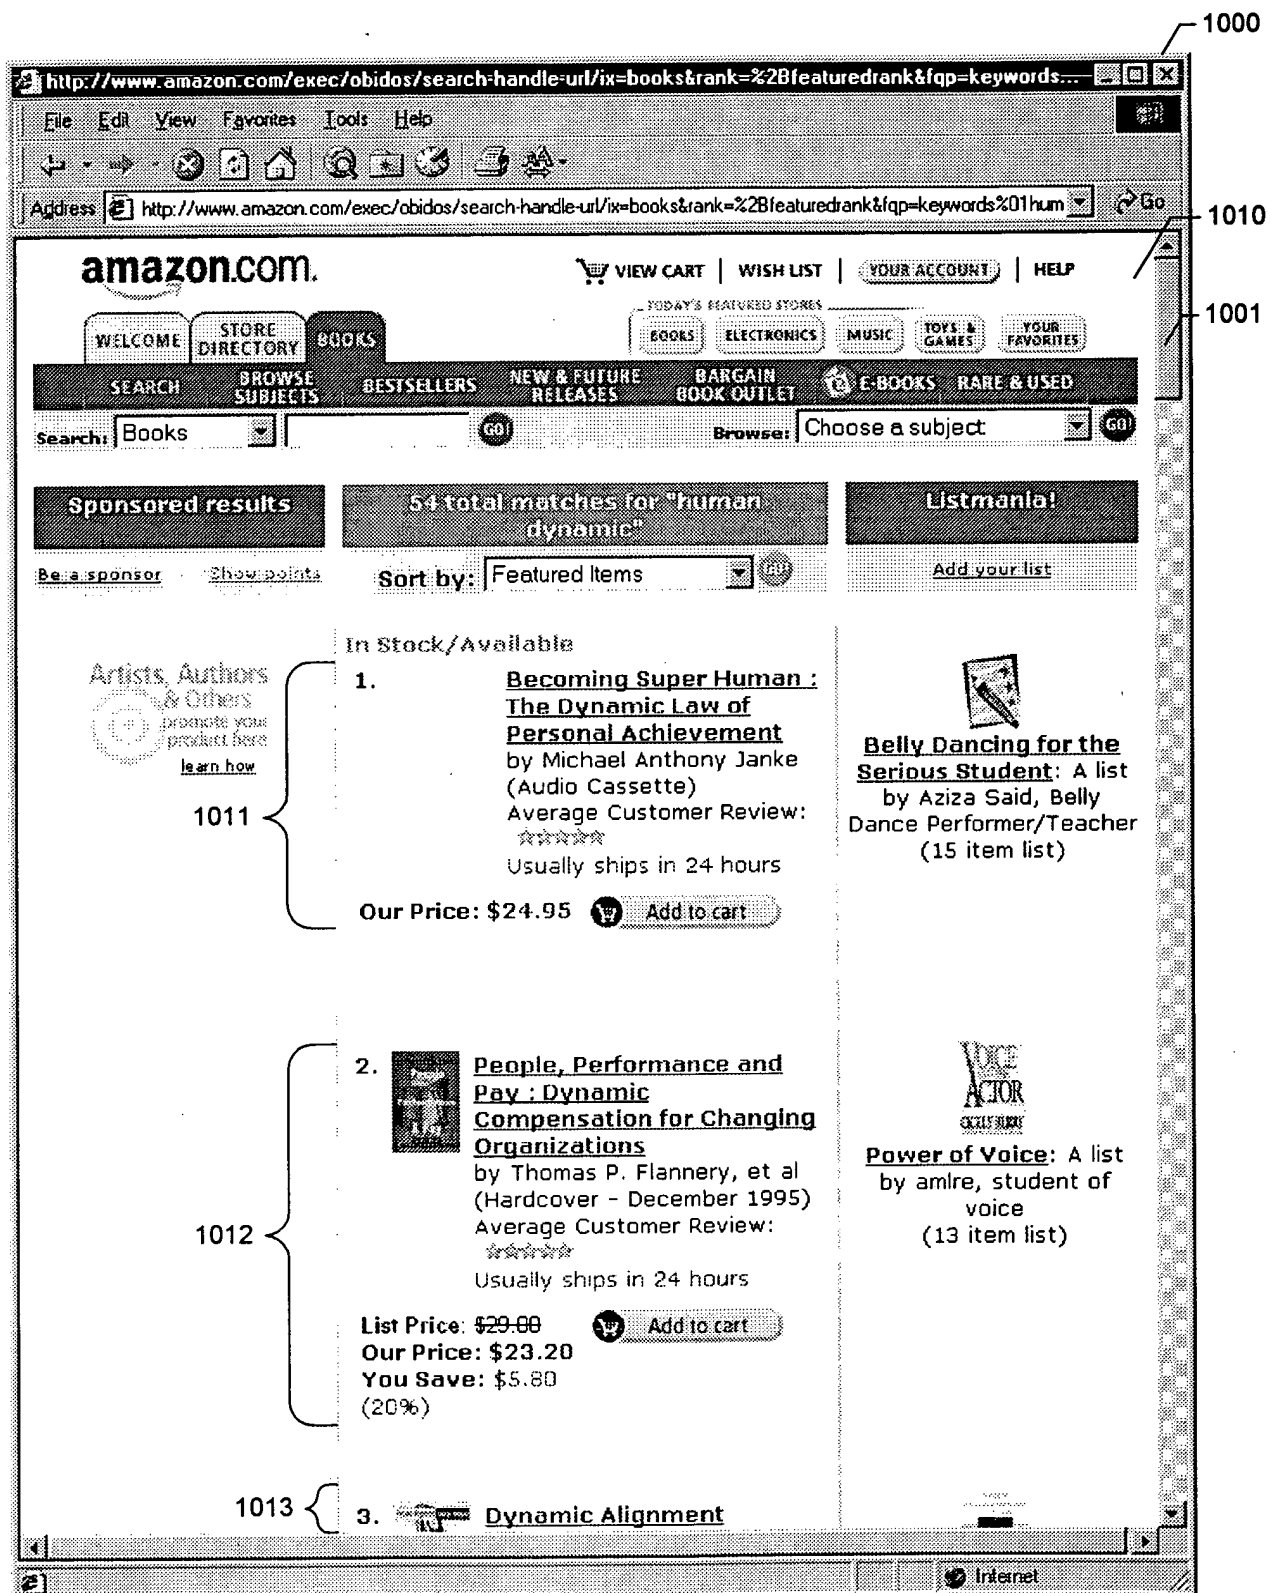 1000
http://www.amazon.com/exec/obidos/search-handle-url/ix=books&rank=%2Bfeaturedrank&fqp=keywords...
File Edit View Favorites Tools Help
Address http://www.amazon.com/exec/obidos/search-handle-url/ix=books&rank=%2Bfeaturedrank&fqp=keywords%01hum Go
1010
amazon.com.
VIEW CART | WISH LIST | YOUR ACCOUNT | HELP
1001
TODAY'S FEATURED STORES
WELCOME
STORE DIRECTORY
BOOKS
BOOKS
ELECTRONICS
MUSIC
TOYS & GAMES
YOUR FAVORITES
SEARCH
BROWSE SUBJECTS
BESTSELLERS
NEW & FUTURE RELEASES
BARGAIN BOOK OUTLET
E-BOOKS
RARE & USED
Search: Books GO!
Browse: Choose a subject GO!
Sponsored results
Be a sponsor
Show points
Artists, Authors
& Others
promote your
product here
learn how
54 total matches for "human
dynamic"
Sort by: Featured Items GO!
In Stock/Available
1011
1.
Becoming Super Human :
The Dynamic Law of
Personal Achievement
by Michael Anthony Janke
(Audio Cassette)
Average Customer Review:
Usually ships in 24 hours
Our Price: $24.95 Add to cart
1012
2.
People, Performance and
Pay : Dynamic
Compensation for Changing
Organizations
by Thomas P. Flannery, et al
(Hardcover - December 1995)
Average Customer Review:
Usually ships in 24 hours
List Price: $29.00 Add to cart
Our Price: $23.20
You Save: $5.80
(20%)
1013
3. Dynamic Alignment
Listmania!
Add your list
Belly Dancing for the
Serious Student: A list
by Aziza Said, Belly
Dance Performer/Teacher
(15 item list)
VOICE
ACTOR
CICELY BERRY
Power of Voice: A list
by amlre, student of
voice
(13 item list)
Internet